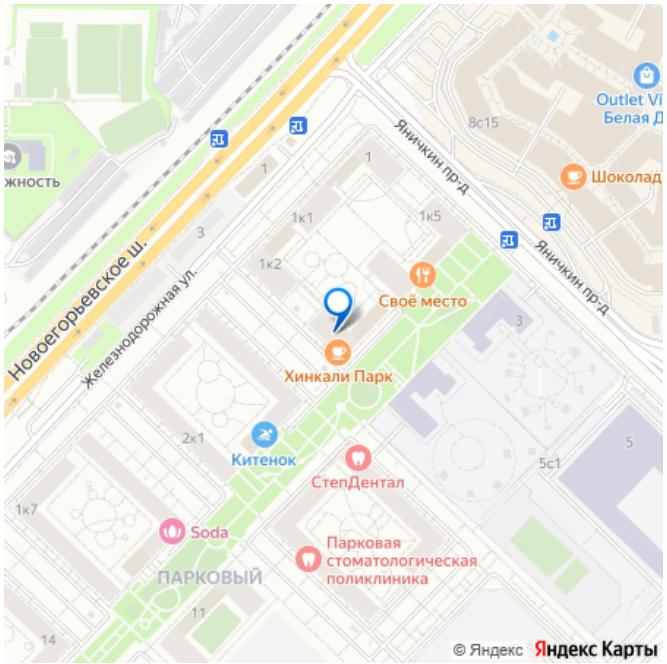 Яничкин пр-д
8с15
Outlet Vi
Белая Д
Шоколад
жность
1
1
1к1
1к5
3
1к2
Яничкин пр-д
Новоегорьевское ш.
Железнодорожная ул.
Своё место
3
Хинкали Парк
2к1
Китенок
5
5с1
СтепДентал
1к7
Soda
Парковая
стоматологическая
поликлиника
ПАРКОВЫЙ
11
14
© Яндекс Яндекс Карты